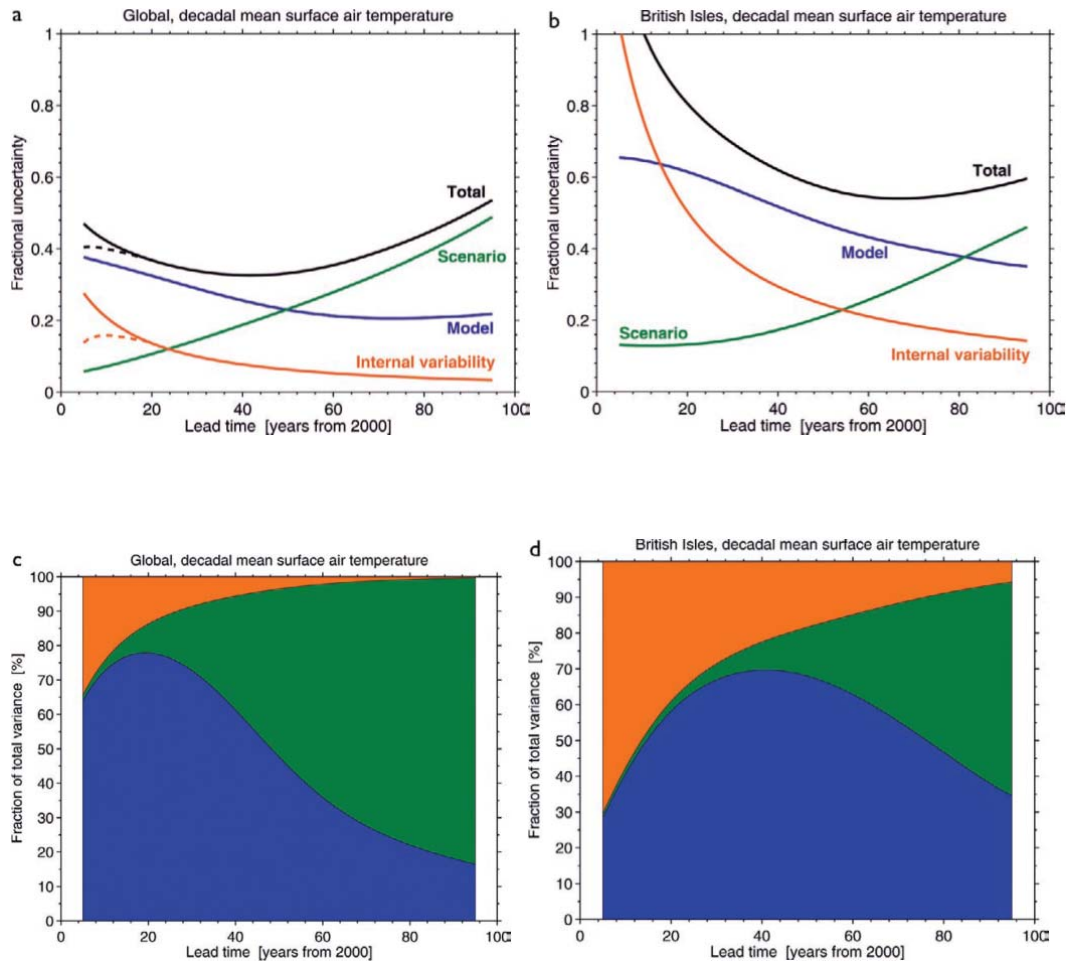 a
Global, decadal mean surface air temperature
Fractional uncertainty
1
0.8
0.6
0.4
0.2
0
Total
Scenario
Model
Internal variability
0 20 40 60 80 100
Lead time [years from 2000]
b
British Isles, decadal mean surface air temperature
Fractional uncertainty
1
0.8
0.6
0.4
0.2
0
Total
Model
Scenario
Internal variability
0 20 40 60 80 100
Lead time [years from 2000]
c
Global, decadal mean surface air temperature
Fraction of total variance [%]
100
90
80
70
60
50
40
30
20
10
0
0 20 40 60 80 100
Lead time [years from 2000]
d
British Isles, decadal mean surface air temperature
Fraction of total variance [%]
100
90
80
70
60
50
40
30
20
10
0
0 20 40 60 80 100
Lead time [years from 2000]